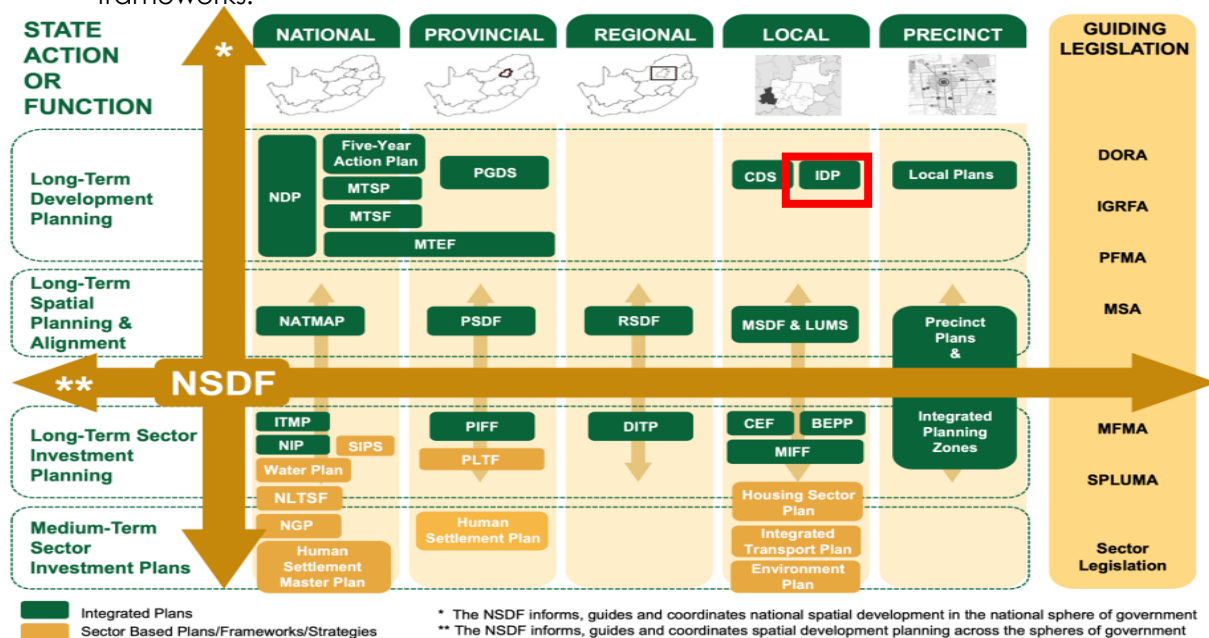 frameworks.
STATE
ACTION
OR
FUNCTION
*
NATIONAL
PROVINCIAL
REGIONAL
LOCAL
PRECINCT
GUIDING
LEGISLATION
Long-Term
Development
Planning
NDP
Five-Year
Action Plan
MTSP
MTSF
MTEF
PGDS
CDS
IDP
Local Plans
DORA
IGRFA
PFMA
Long-Term
Spatial
Planning &
Alignment
NATMAP
PSDF
RSDF
MSDF & LUMS
Precinct
Plans
&
MSA
**
NSDF
Long-Term Sector
Investment
Planning
ITMP
NIP
SIPS
Water Plan
NLTSF
PIFF
PLTF
DITP
CEF
BEPP
MIFF
Integrated
Planning
Zones
MFMA
SPLUMA
Medium-Term
Sector
Investment Plans
NGP
Human
Settlement
Master Plan
Human
Settlement Plan
Housing Sector
Plan
Integrated
Transport Plan
Environment
Plan
Sector
Legislation
Integrated Plans
Sector Based Plans/Frameworks/Strategies
* The NSDF informs, guides and coordinates national spatial development in the national sphere of government
** The NSDF informs, guides and coordinates spatial development planning across the spheres of government